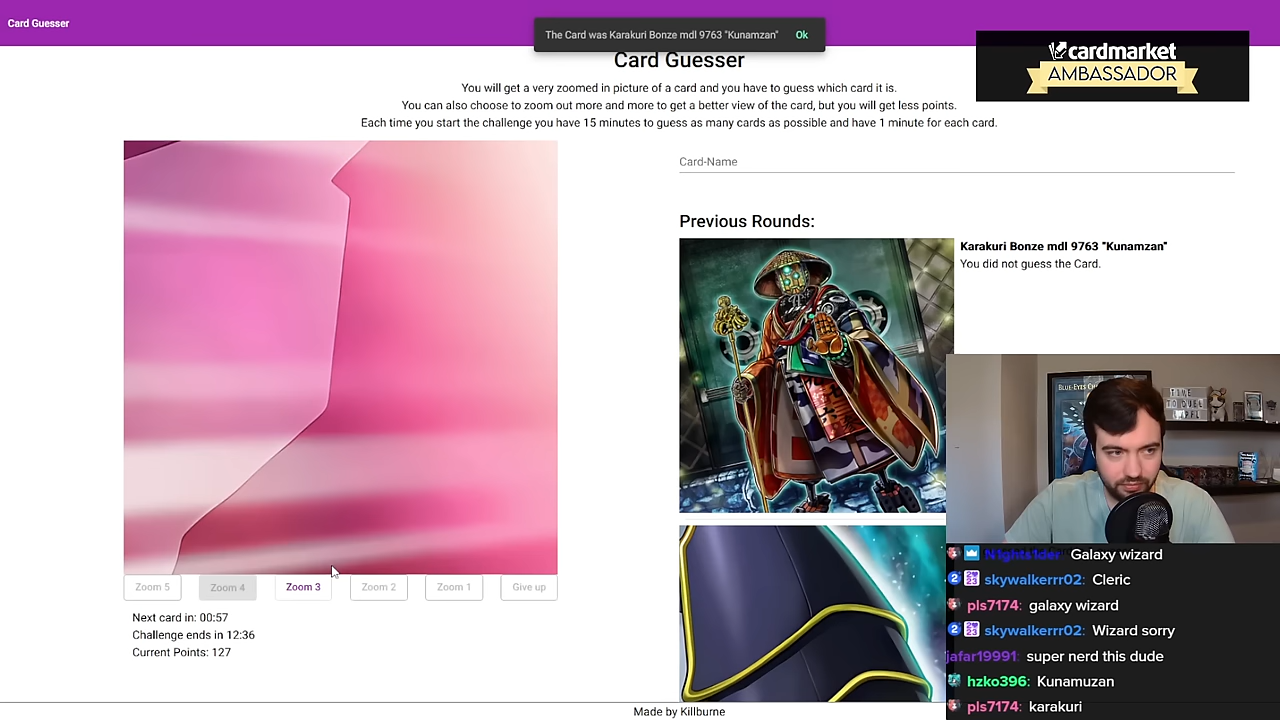 Card Guesser
The Card was Karakuri Bonze mdl 9763 "Kunamzan" Ok
Card Guesser
You will get a very zoomed in picture of a card and you have to guess which card it is.
You can also choose to zoom out more and more to get a better view of the card, but you will get less points.
Each time you start the challenge you have 15 minutes to guess as many cards as possible and have 1 minute for each card.
cardmarket
AMBASSADOR
Card-Name
Previous Rounds:
Karakuri Bonze mdl 9763 "Kunamzan"
You did not guess the Card.
Zoom 5
Zoom 4
Zoom 3
Zoom 2
Zoom 1
Give up
Next card in: 00:57
Challenge ends in 12:36
Current Points: 127
TIME
TO DUEL
Galaxy wizard
skywalkerrr02: Cleric
pls7174: galaxy wizard
skywalkerrr02: Wizard sorry
jafar19991: super nerd this dude
hzko396: Kunamuzan
pls7174: karakuri
Made by Killburne